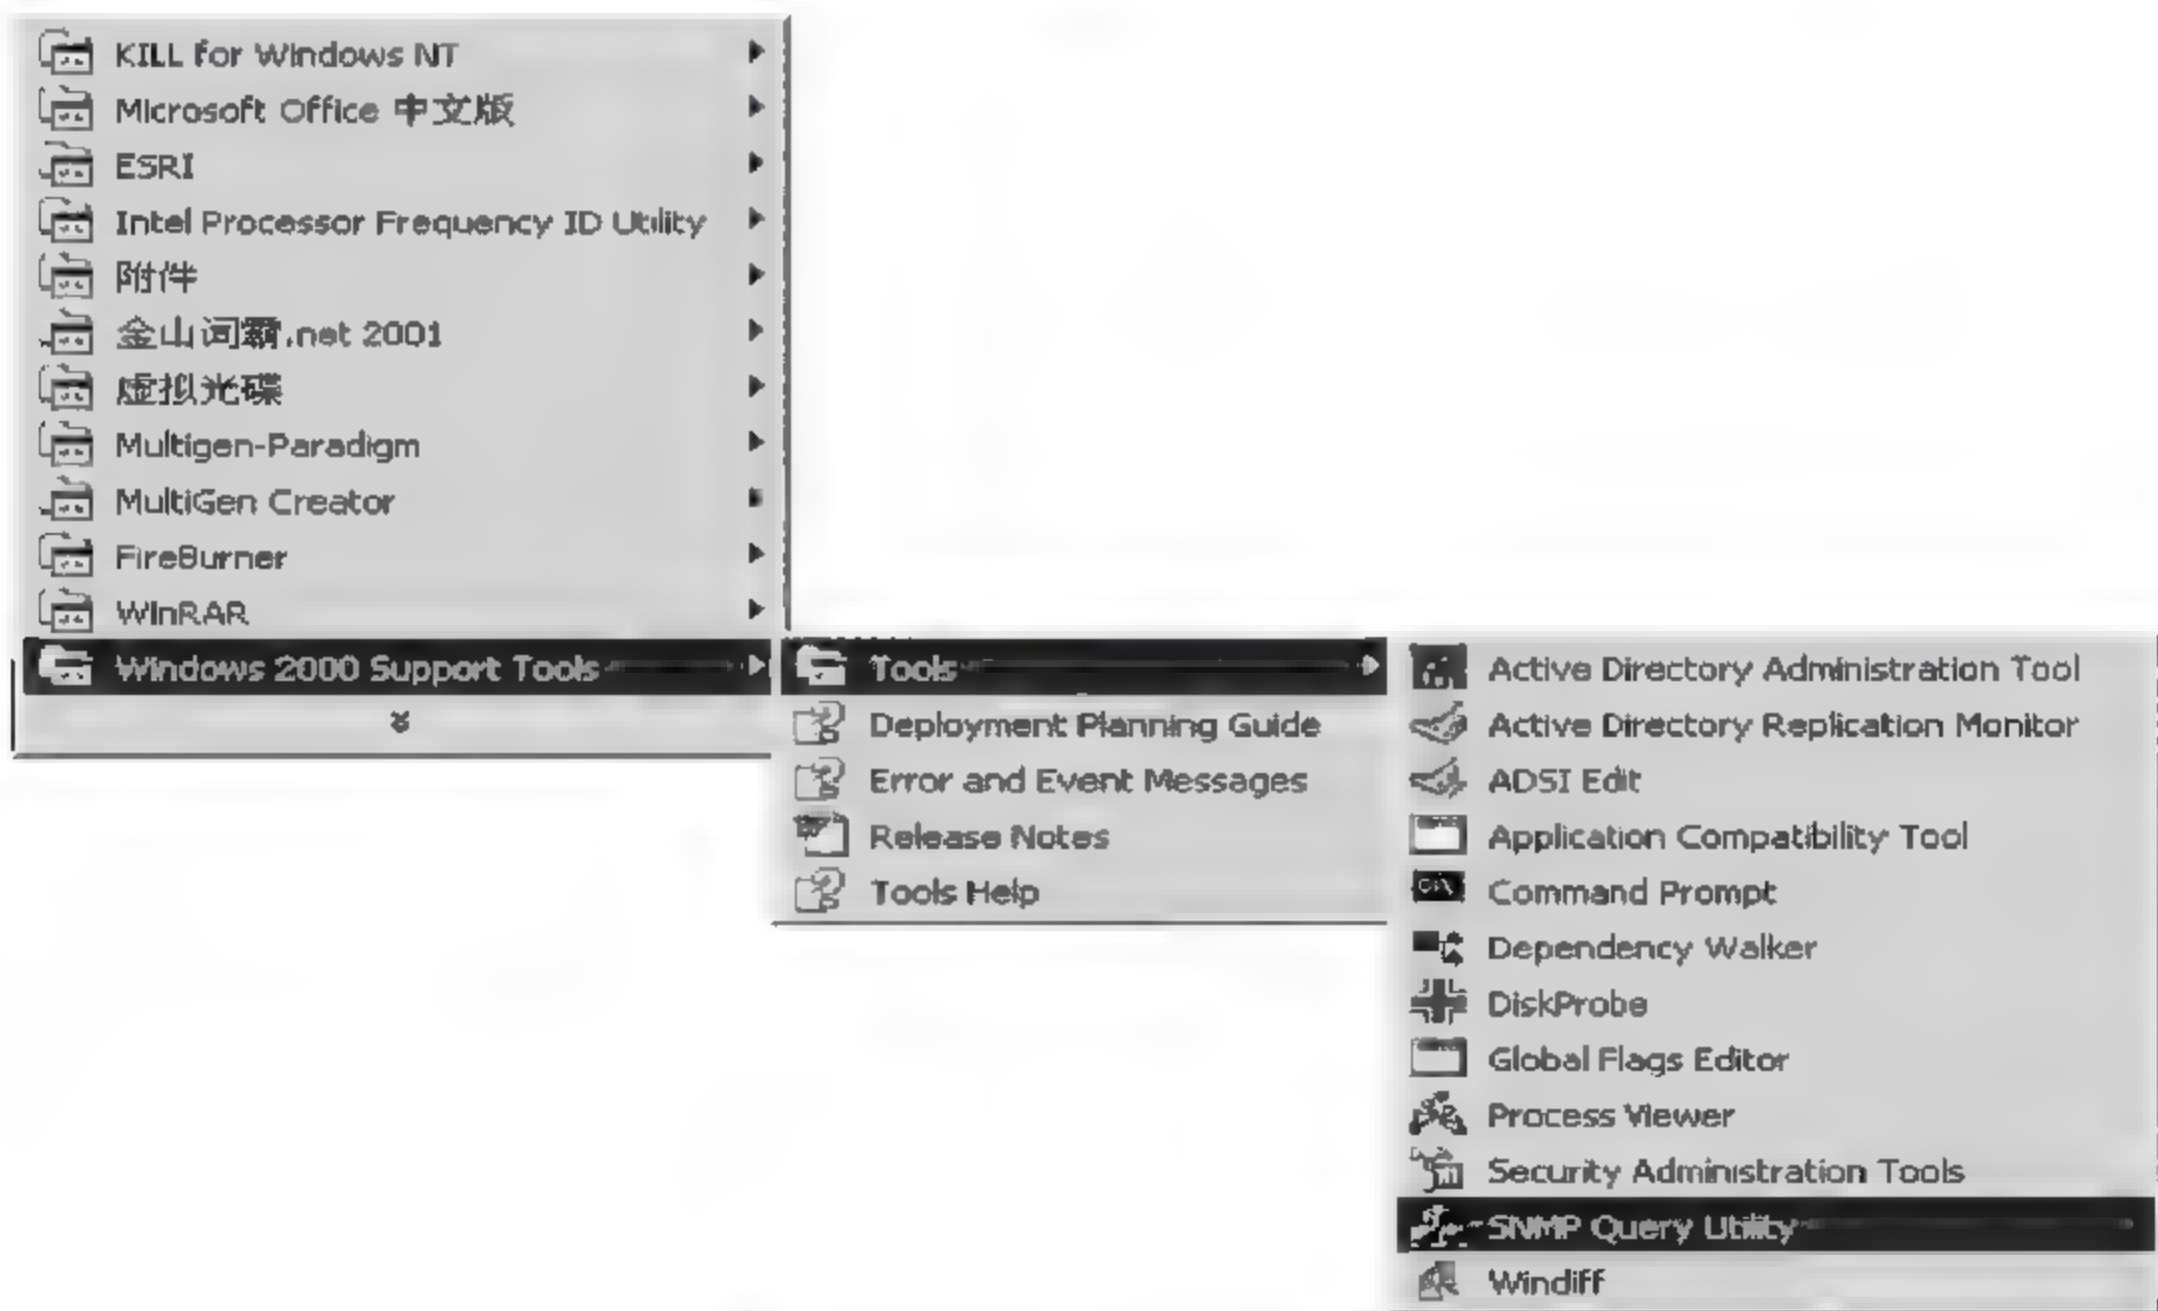 KILL for Windows NT
Microsoft Office 中文版
ESRI
Intel Processor Frequency ID Utility
附件
金山词霸.net 2001
虚拟光碟
Multigen-Paradigm
MultiGen Creator
FireBurner
WinRAR
Windows 2000 Support Tools
Tools
Deployment Planning Guide
Error and Event Messages
Release Notes
Tools Help
Active Directory Administration Tool
Active Directory Replication Monitor
ADSI Edit
Application Compatibility Tool
Command Prompt
Dependency Walker
DiskProbe
Global Flags Editor
Process Viewer
Security Administration Tools
SNMP Query Utility
Windiff